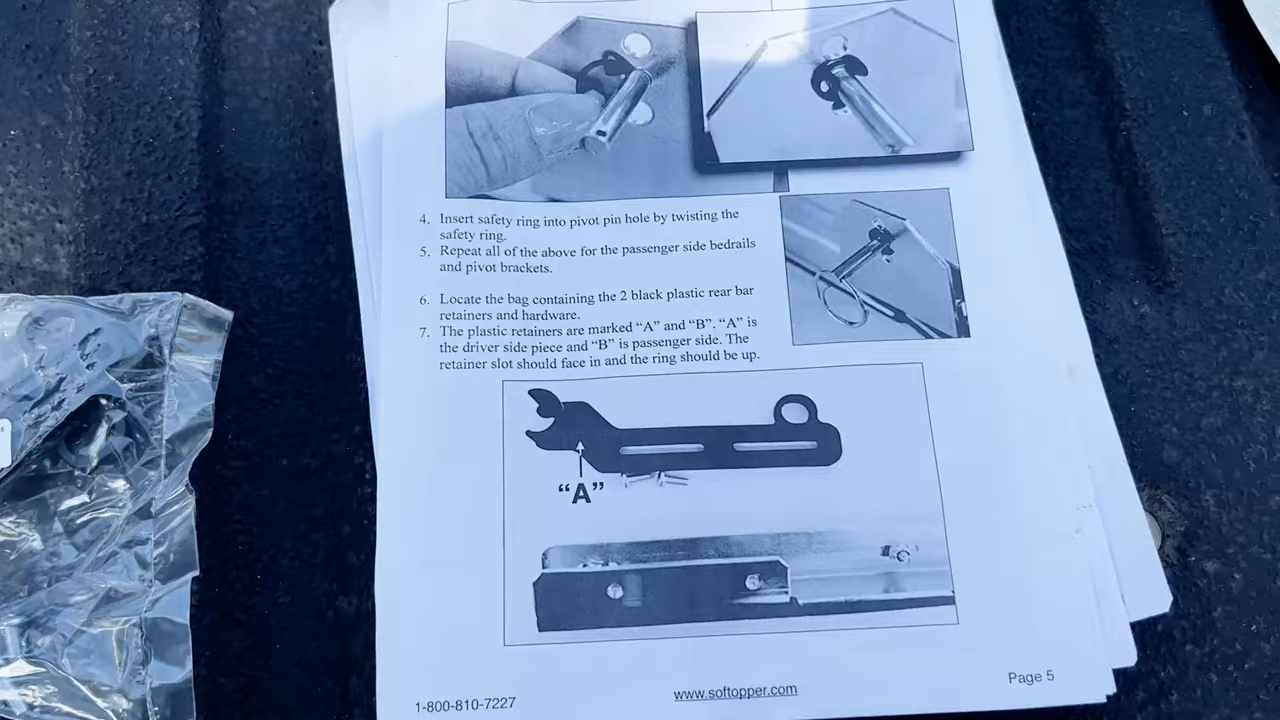 4. Insert safety ring into pivot pin hole by twisting the
safety ring.
5. Repeat all of the above for the passenger side bedrails
and pivot brackets.
6. Locate the bag containing the 2 black plastic rear bar
retainers and hardware.
7. The plastic retainers are marked “A” and “B”. “A” is
the driver side piece and “B” is passenger side. The
retainer slot should face in and the ring should be up.
“A”
1-800-810-7227
www.softopper.com
Page 5